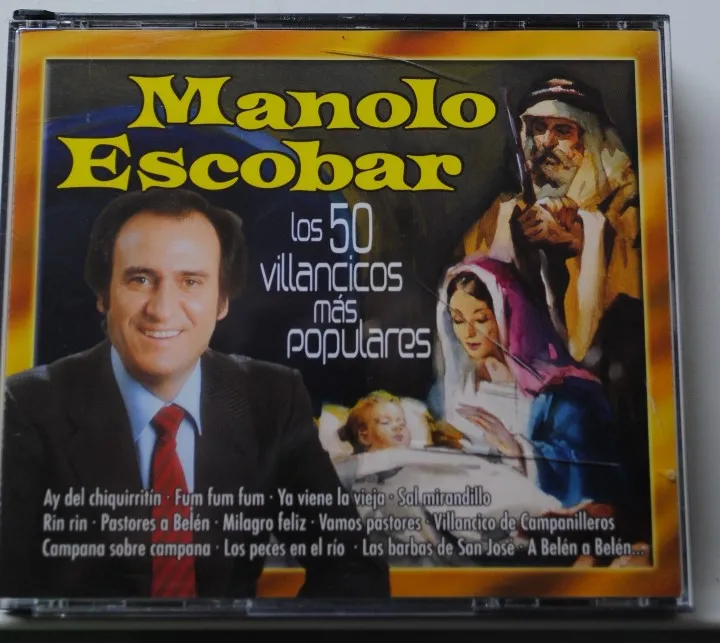 Manolo
Escobar
los 50
villancicos
más
populares
Ay del chiquirritín · Fum fum fum · Ya viene la vieja · Sal mirandillo
Rin rin · Pastores a Belén · Milagro feliz · Vamos pastores · Villancico de Campanilleros
Campana sobre campana · Los peces en el río · Las barbas de San José · A Belén a Belén...